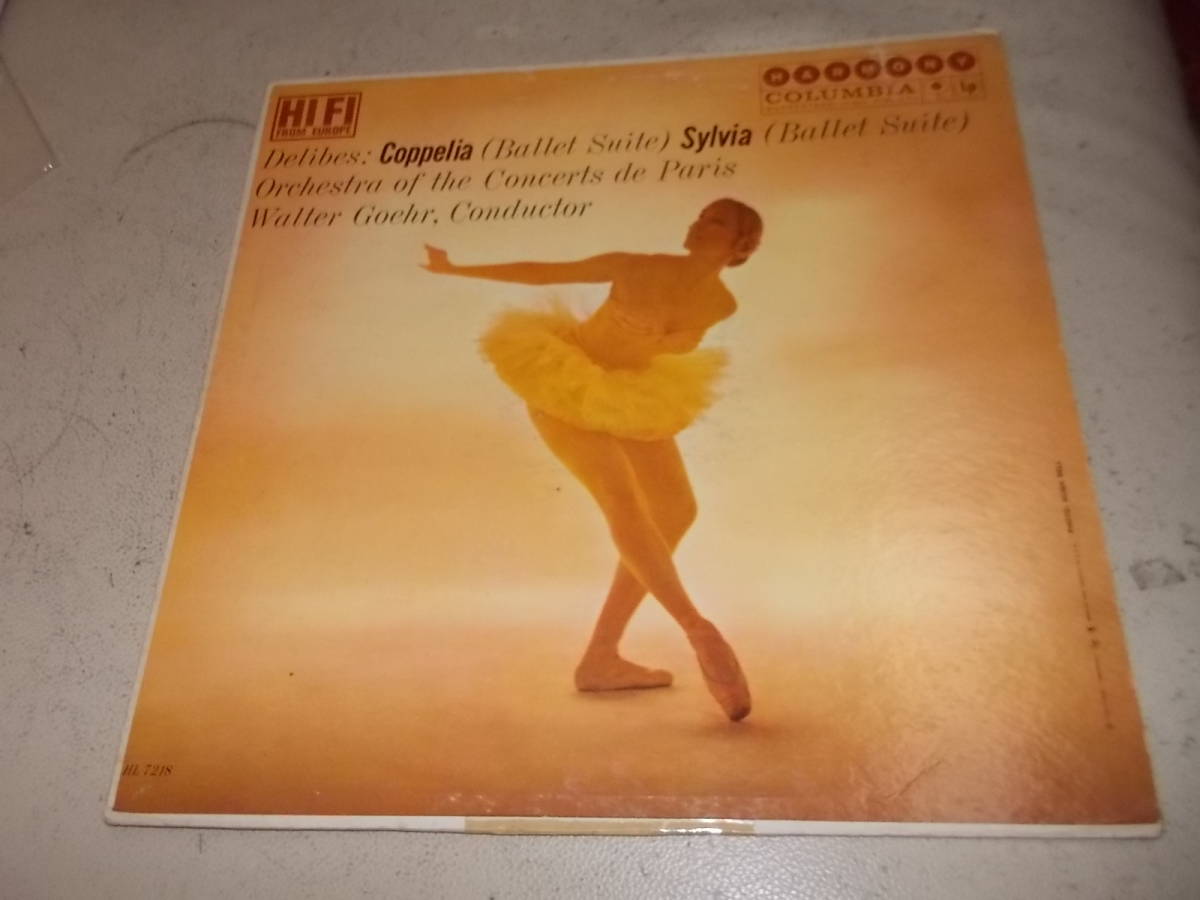 HI FI
FROM EUROPE
HARMONY
COLUMBIA lp
Delibes: Coppelia (Ballet Suite) Sylvia (Ballet Suite)
Orchestra of the Concerts de Paris
Walter Goehr, Conductor
HL 7218